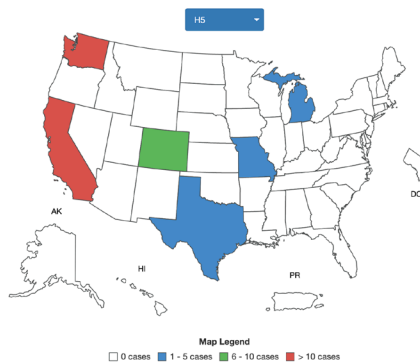 H5
AK
HI
PR
DC
Map Legend
0 cases 1 - 5 cases 6 - 10 cases > 10 cases